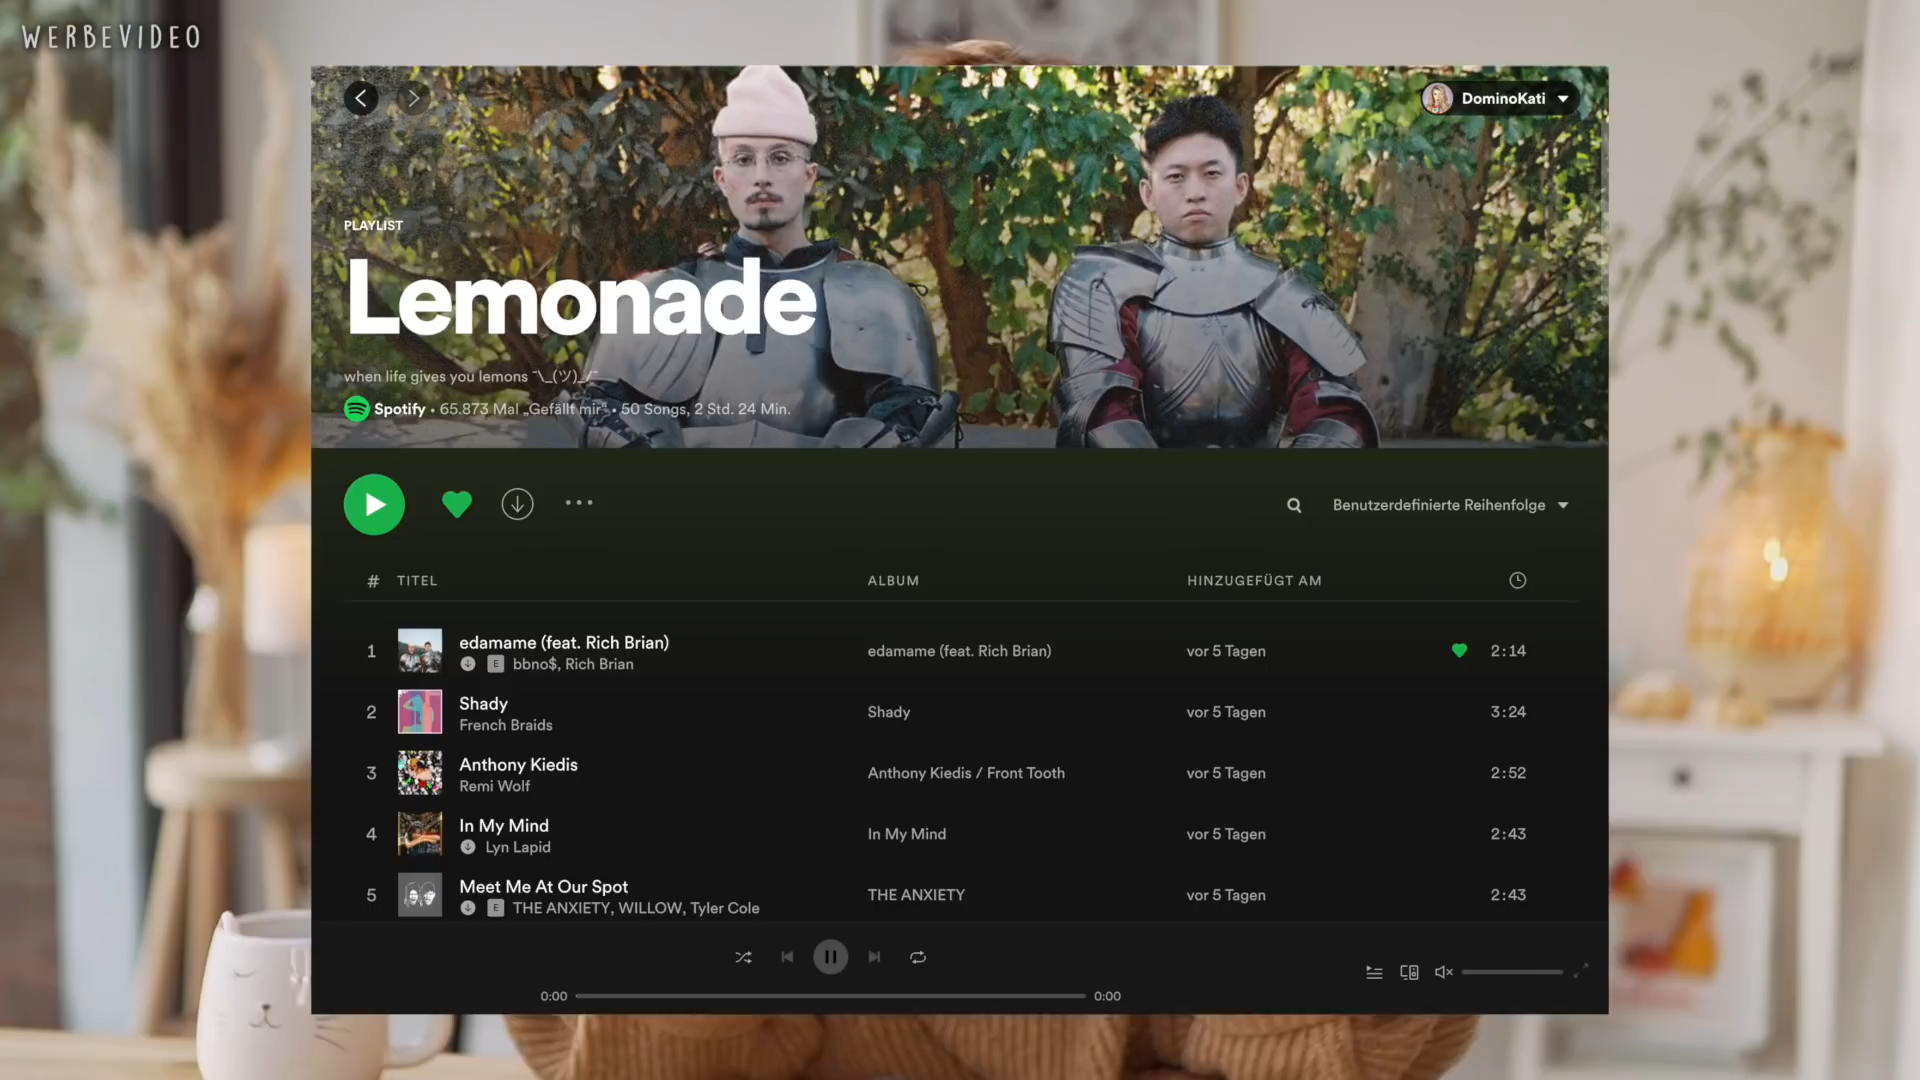 WERBEVIDEO
DominoKati
PLAYLIST
Lemonade
when life gives you lemons ¯\_(ツ)_/¯
Spotify • 65.873 Mal „Gefällt mir“ • 50 Songs, 2 Std. 24 Min.
Benutzerdefinierte Reihenfolge
# TITEL ALBUM HINZUGEFÜGT AM
1 edamame (feat. Rich Brian) edamame (feat. Rich Brian) vor 5 Tagen 2:14
E bbno$, Rich Brian
2 Shady Shady vor 5 Tagen 3:24
French Braids
3 Anthony Kiedis Anthony Kiedis / Front Tooth vor 5 Tagen 2:52
Remi Wolf
4 In My Mind In My Mind vor 5 Tagen 2:43
Lyn Lapid
5 Meet Me At Our Spot THE ANXIETY vor 5 Tagen 2:43
E THE ANXIETY, WILLOW, Tyler Cole
0:00 0:00